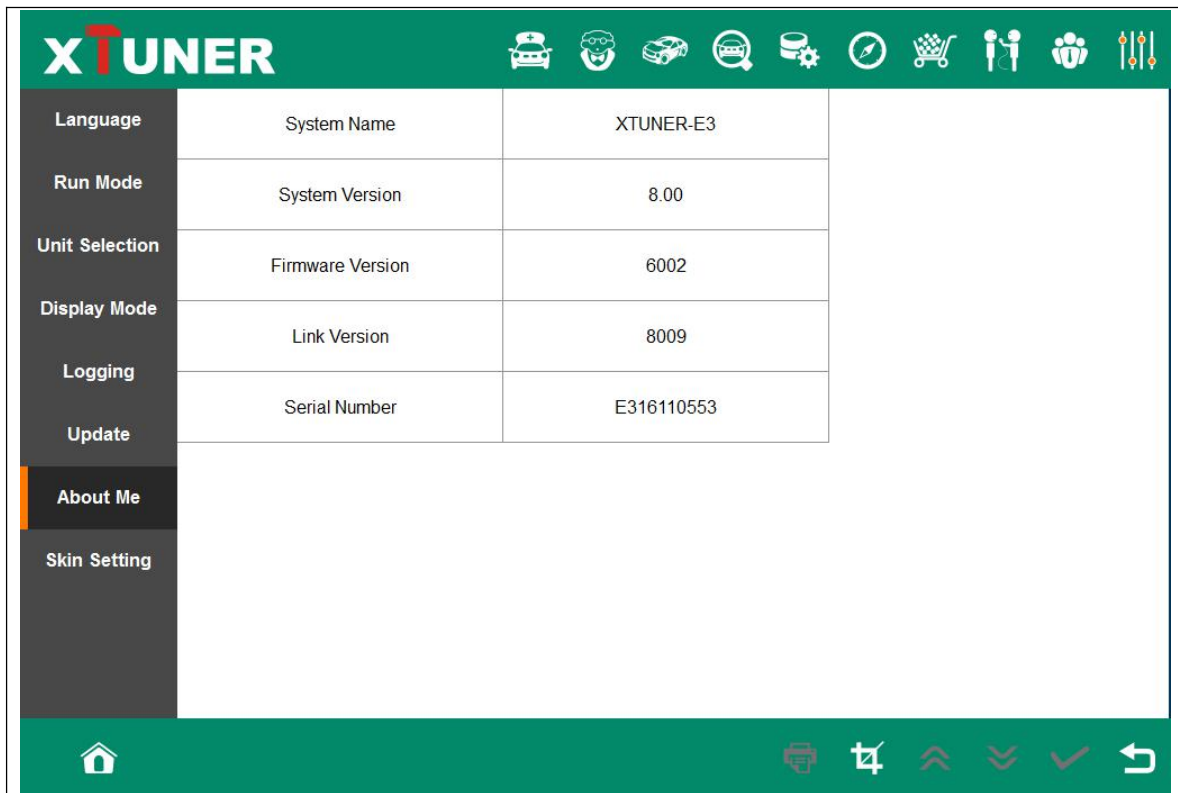 XTUNER
Language
Run Mode
Unit Selection
Display Mode
Logging
Update
About Me
Skin Setting
System Name XTUNER-E3
System Version 8.00
Firmware Version 6002
Link Version 8009
Serial Number E316110553